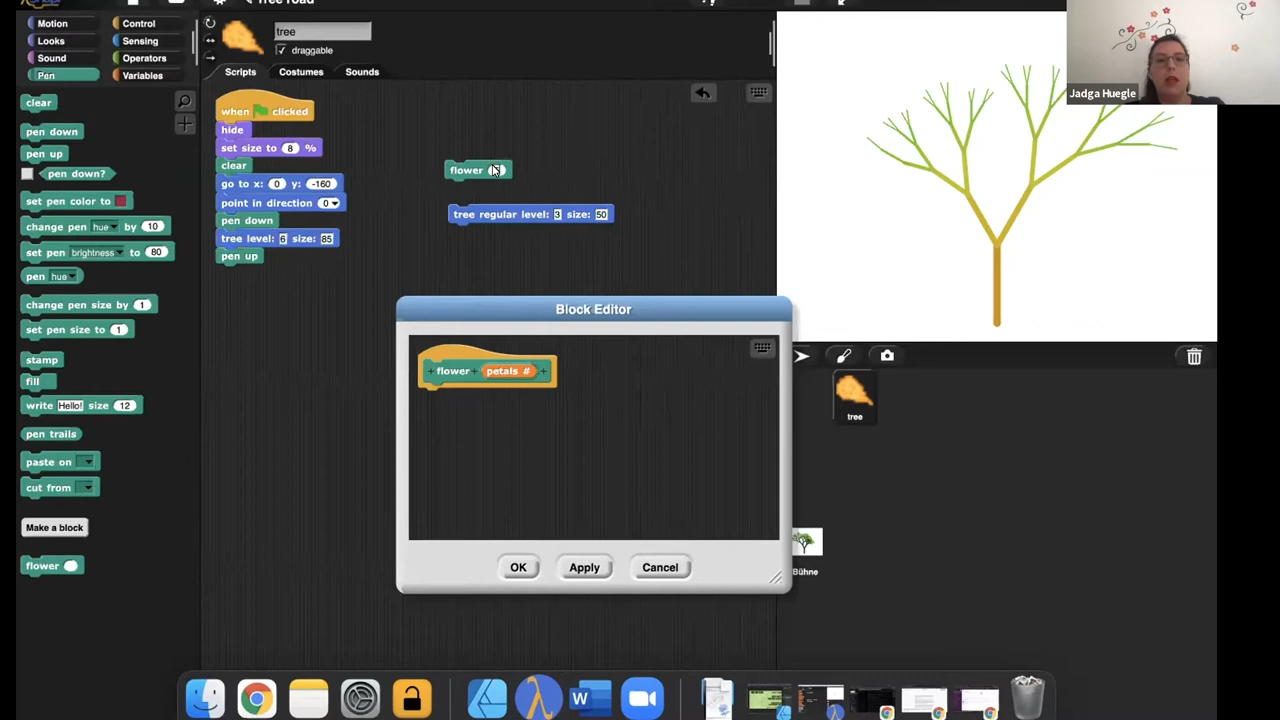 Tree road
Motion
Control
Looks
Sensing
Sound
Operators
Pen
Variables
clear
pen down
pen up
pen down?
set pen color to
change pen hue by 10
set pen brightness to 80
pen hue
change pen size by 1
set pen size to 1
stamp
fill
write Hello! size 12
pen trails
paste on
cut from
Make a block
flower
tree
draggable
Scripts
Costumes
Sounds
when clicked
hide
set size to 8 %
clear
go to x: 0 y: -160
point in direction 0
pen down
tree level: 6 size: 85
pen up
flower
tree regular level: 3 size: 50
Block Editor
+ flower + petals # +
OK
Apply
Cancel
Jadga Huegle
tree
Bühne
W